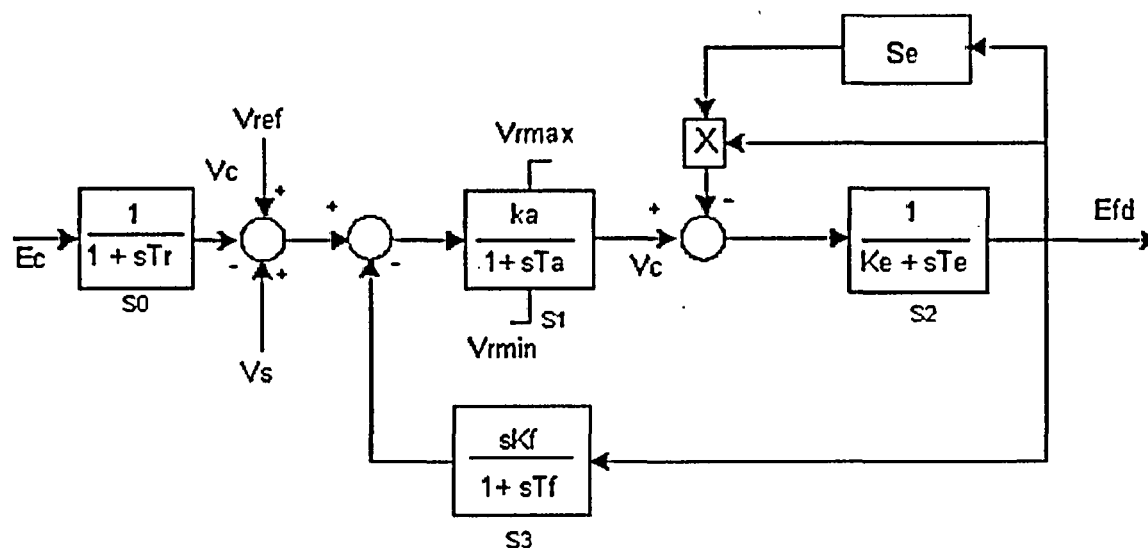 Se
Vref
Vrmax
X
Vc
+
+
ka
+
-
1
Efd
1
1 + sTr
-
+
-
1+ sTa
Vc
Ke + sTe
Ec
S0
S1
S2
Vrmin
Vs
sKf
1+ sTf
S3